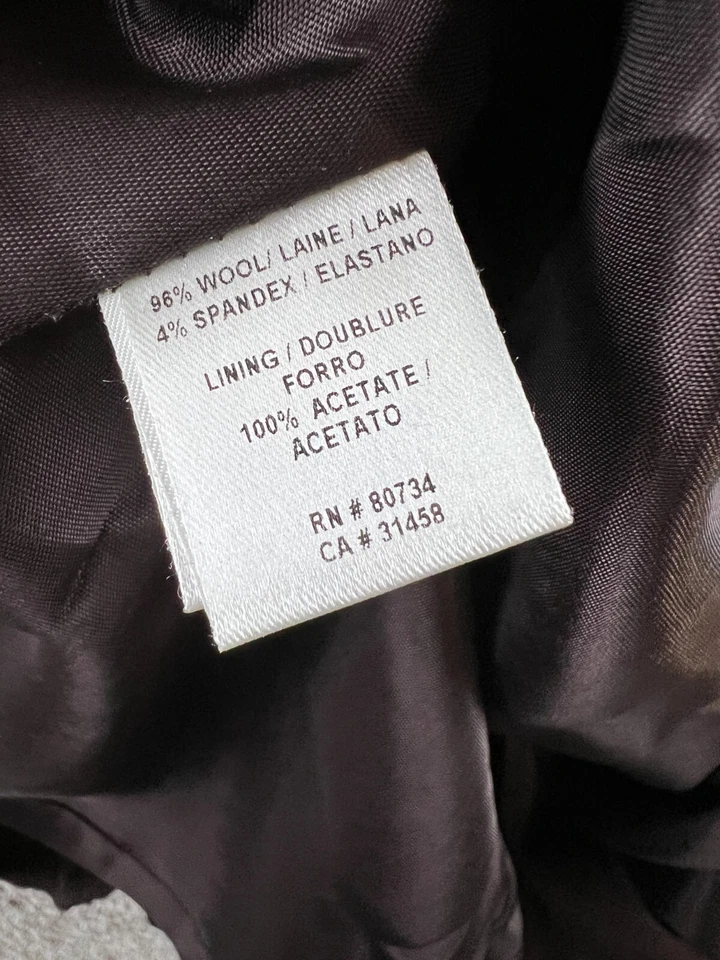 96% WOOL/ LAINE / LANA
4% SPANDEX / ELASTANO
LINING / DOUBLURE
FORRO
100% ACETATE /
ACETATO
RN # 80734
CA # 31458